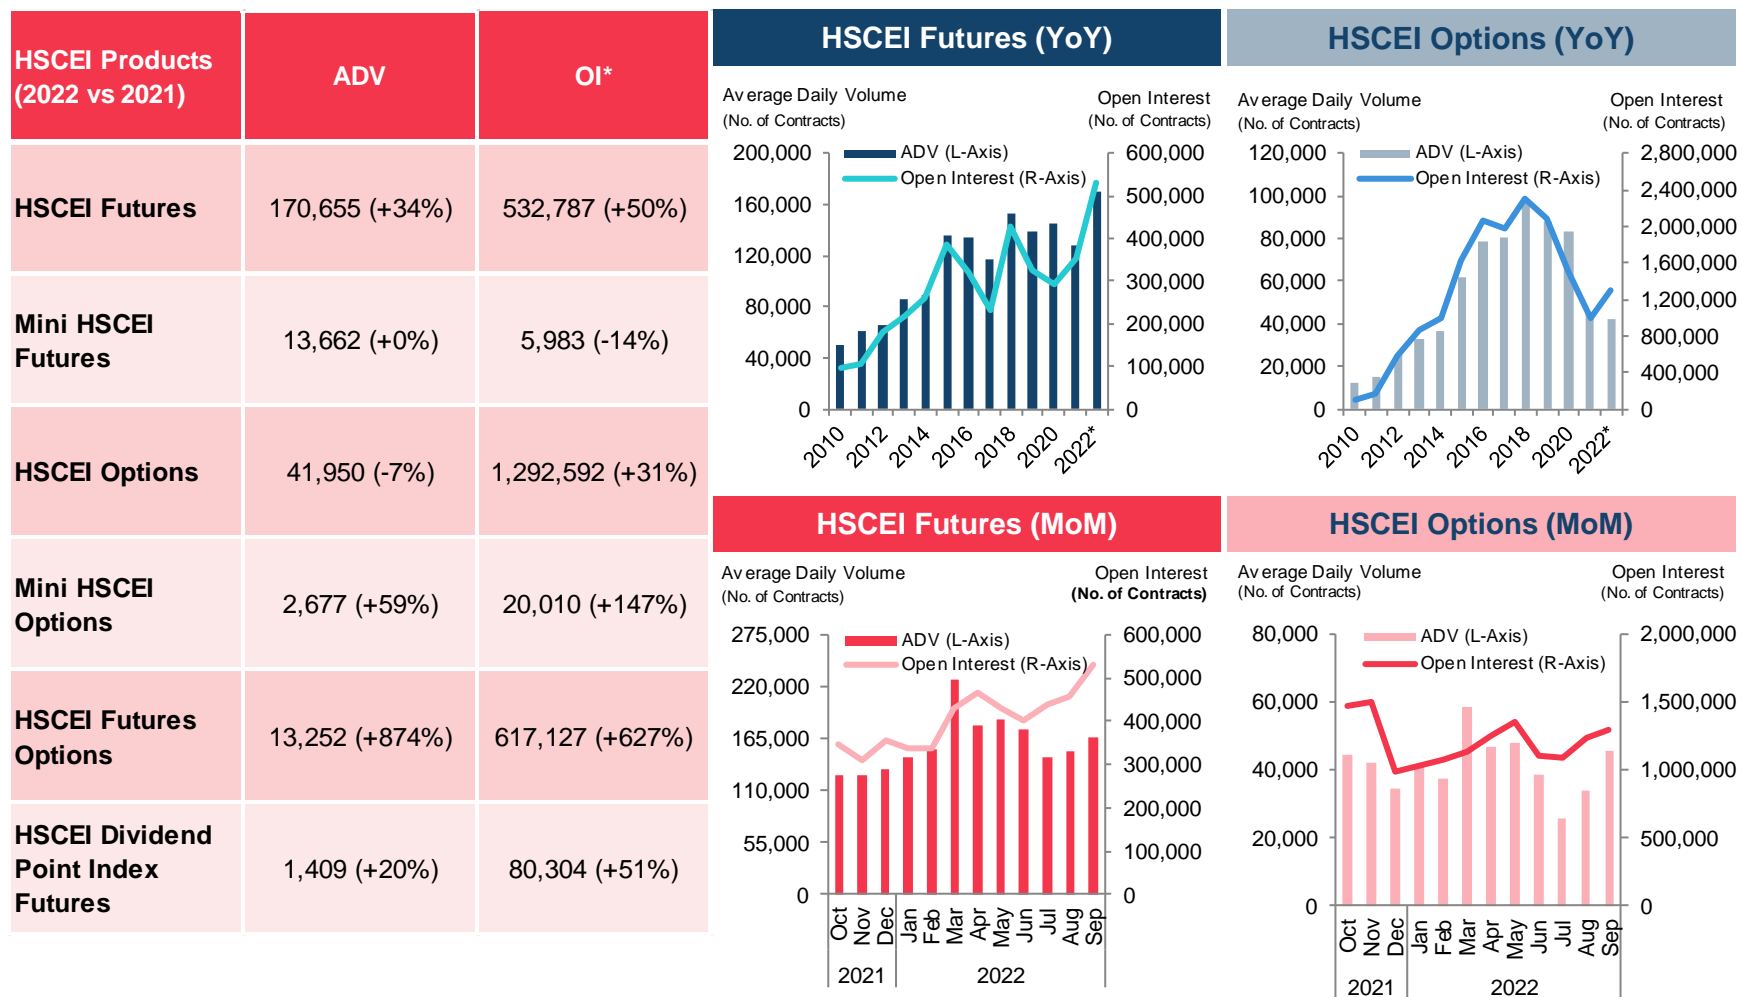 HSCEI Products
(2022 vs 2021)
ADV
OI*
HSCEI Futures
170,655 (+34%)
532,787 (+50%)
Mini HSCEI
Futures
13,662 (+0%)
5,983 (-14%)
HSCEI Options
41,950 (-7%)
1,292,592 (+31%)
Mini HSCEI
Options
2,677 (+59%)
20,010 (+147%)
HSCEI Futures
Options
13,252 (+874%)
617,127 (+627%)
HSCEI Dividend
Point Index
Futures
1,409 (+20%)
80,304 (+51%)
HSCEI Futures (YoY)
Average Daily Volume
(No. of Contracts)
Open Interest
(No. of Contracts)
ADV (L-Axis)
Open Interest (R-Axis)
200,000
160,000
120,000
80,000
40,000
0
600,000
500,000
400,000
300,000
200,000
100,000
0
2010
2012
2014
2016
2018
2020
2022*
HSCEI Options (YoY)
Average Daily Volume
(No. of Contracts)
Open Interest
(No. of Contracts)
ADV (L-Axis)
Open Interest (R-Axis)
120,000
100,000
80,000
60,000
40,000
20,000
0
2,800,000
2,400,000
2,000,000
1,600,000
1,200,000
800,000
400,000
0
2010
2012
2014
2016
2018
2020
2022*
HSCEI Futures (MoM)
Average Daily Volume
(No. of Contracts)
Open Interest
(No. of Contracts)
ADV (L-Axis)
Open Interest (R-Axis)
275,000
220,000
165,000
110,000
55,000
0
600,000
500,000
400,000
300,000
200,000
100,000
0
Oct
Nov
Dec
Jan
Feb
Mar
Apr
May
Jun
Jul
Aug
Sep
2021
2022
HSCEI Options (MoM)
Average Daily Volume
(No. of Contracts)
Open Interest
(No. of Contracts)
ADV (L-Axis)
Open Interest (R-Axis)
80,000
60,000
40,000
20,000
0
2,000,000
1,500,000
1,000,000
500,000
0
Oct
Nov
Dec
Jan
Feb
Mar
Apr
May
Jun
Jul
Aug
Sep
2021
2022